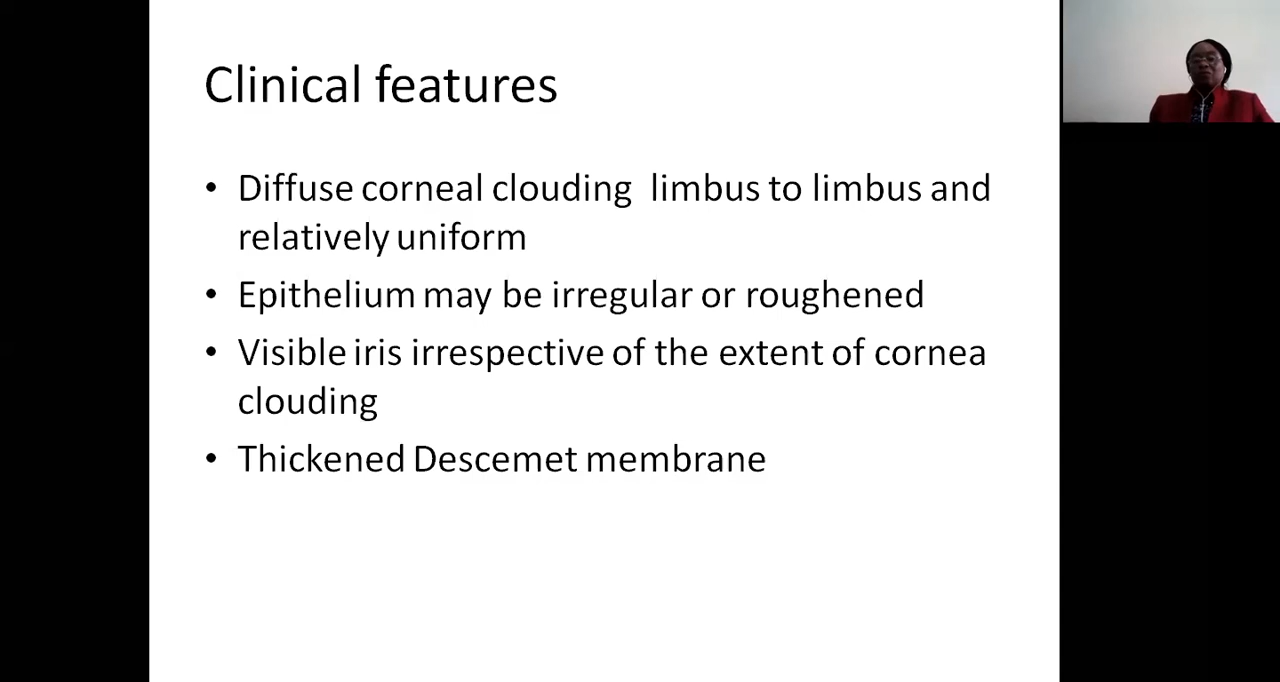 Clinical features
• Diffuse corneal clouding limbus to limbus and
relatively uniform
• Epithelium may be irregular or roughened
• Visible iris irrespective of the extent of cornea
clouding
• Thickened Descemet membrane